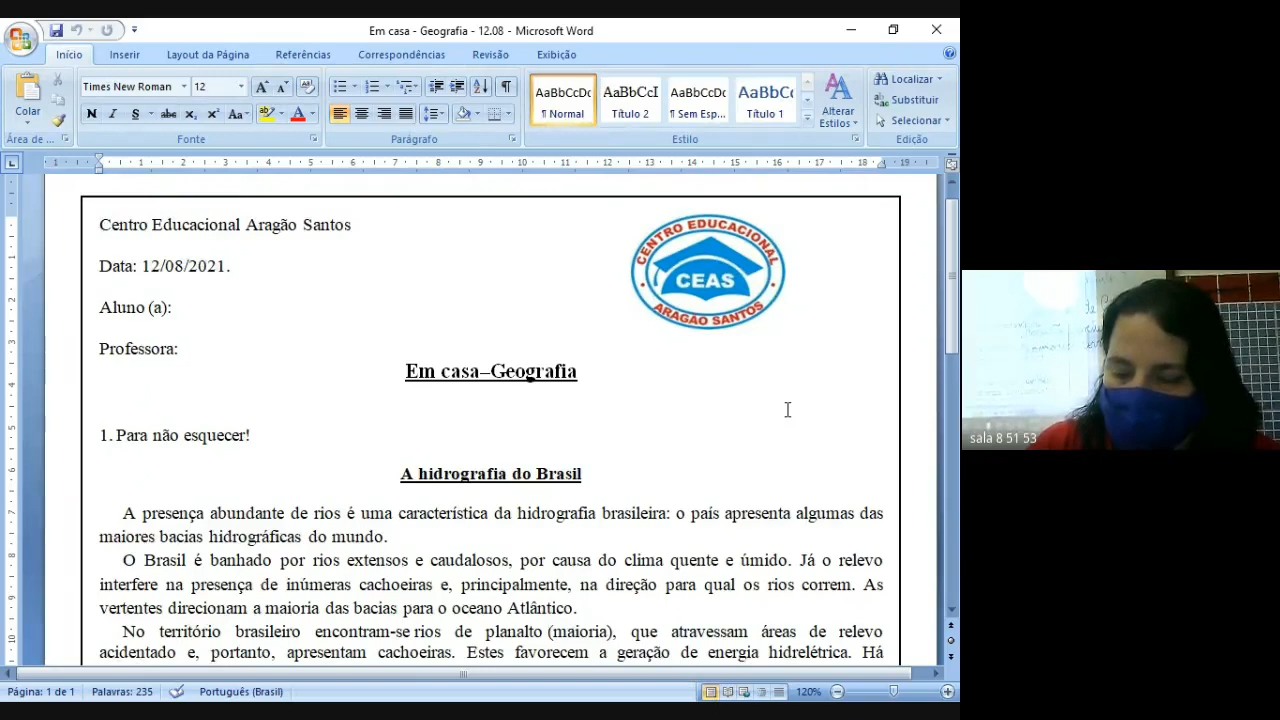 Em casa - Geografia - 12.08 - Microsoft Word
Início Inserir Layout da Página Referências Correspondências Revisão Exibição
Times New Roman 12
Colar
Área de... Fonte Parágrafo Estilo Edição
AaBbCcDc AaBbCcI AaBbCcDc AaBbCc
¶ Normal Título 2 ¶ Sem Esp... Título 1
Alterar Estilos
Localizar
Substituir
Selecionar
Centro Educacional Aragão Santos
CENTRO EDUCACIONAL
CEAS
ARAGÃO SANTOS
Data: 12/08/2021.
Aluno (a):
Professora:
Em casa–Geografia
1. Para não esquecer!
A hidrografia do Brasil
A presença abundante de rios é uma característica da hidrografia brasileira: o país apresenta algumas das
maiores bacias hidrográficas do mundo.
O Brasil é banhado por rios extensos e caudalosos, por causa do clima quente e úmido. Já o relevo
interfere na presença de inúmeras cachoeiras e, principalmente, na direção para qual os rios correm. As
vertentes direcionam a maioria das bacias para o oceano Atlântico.
No território brasileiro encontram-se rios de planalto (maioria), que atravessam áreas de relevo
acidentado e, portanto, apresentam cachoeiras. Estes favorecem a geração de energia hidrelétrica. Há
Página: 1 de 1 Palavras: 235 Português (Brasil) 120%
sala 8 51 53